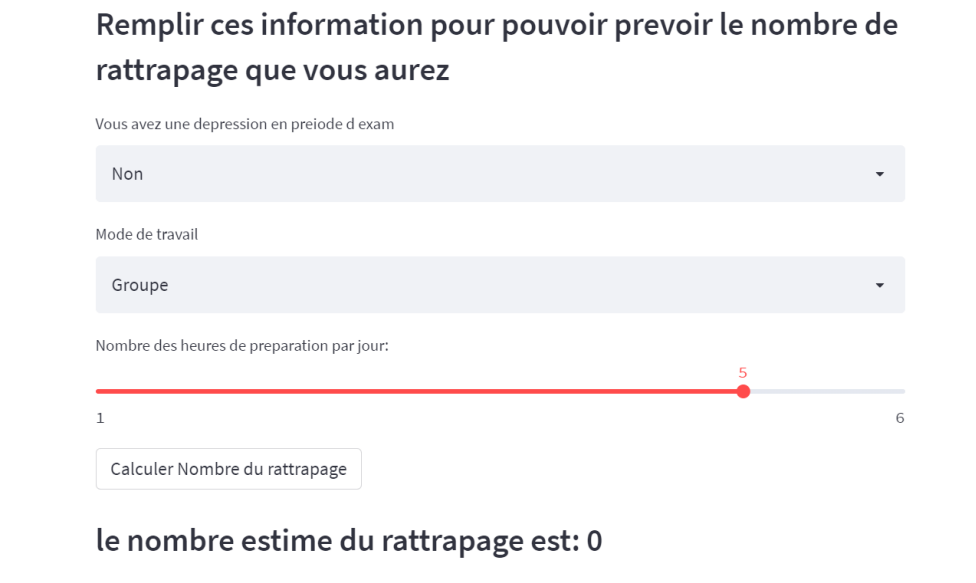 Remplir ces information pour pouvoir prevoir le nombre de
rattrapage que vous aurez
Vous avez une depression en preiode d exam
Non
Mode de travail
Groupe
Nombre des heures de preparation par jour:
5
1
6
Calculer Nombre du rattrapage
le nombre estime du rattrapage est: 0